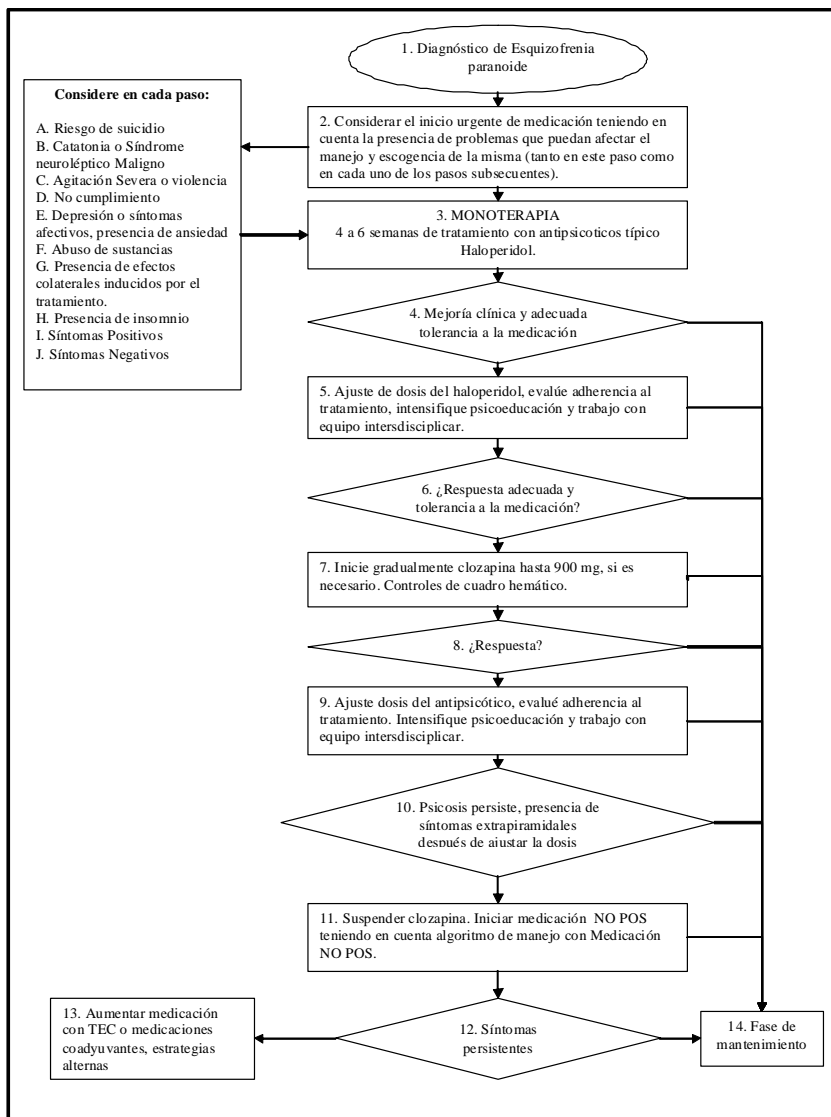 1. Diagnóstico de Esquizofrenia
paranoide
Considere en cada paso:
A. Riesgo de suicidio
B. Catatonia o Síndrome
neuroléptico Maligno
C. Agitación Severa o violencia
D. No cumplimiento
E. Depresión o síntomas
afectivos, presencia de ansiedad
F. Abuso de sustancias
G. Presencia de efectos
colaterales inducidos por el
tratamiento.
H. Presencia de insomnio
I. Síntomas Positivos
J. Síntomas Negativos
2. Considerar el inicio urgente de medicación teniendo en
cuenta la presencia de problemas que puedan afectar el
manejo y escogencia de la misma (tanto en este paso como
en cada uno de los pasos subsecuentes).
3. MONOTERAPIA
4 a 6 semanas de tratamiento con antipsicoticos típico
Haloperidol.
4. Mejoría clínica y adecuada
tolerancia a la medicación
5. Ajuste de dosis del haloperidol, evalúe adherencia al
tratamiento, intensifique psicoeducación y trabajo con
equipo intersdisciplicar.
6. ¿Respuesta adecuada y
tolerancia a la medicación?
7. Inicie gradualmente clozapina hasta 900 mg, si es
necesario. Controles de cuadro hemático.
8. ¿Respuesta?
9. Ajuste dosis del antipsicótico, evalué adherencia al
tratamiento. Intensifique psicoeducación y trabajo con
equipo intersdisciplicar.
10. Psicosis persiste, presencia de
síntomas extrapiramidales
después de ajustar la dosis
11. Suspender clozapina. Iniciar medicación NO POS
teniendo en cuenta algoritmo de manejo con Medicación
NO POS.
12. Síntomas
persistentes
13. Aumentar medicación
con TEC o medicaciones
coadyuvantes, estrategias
alternas
14. Fase de
mantenimiento